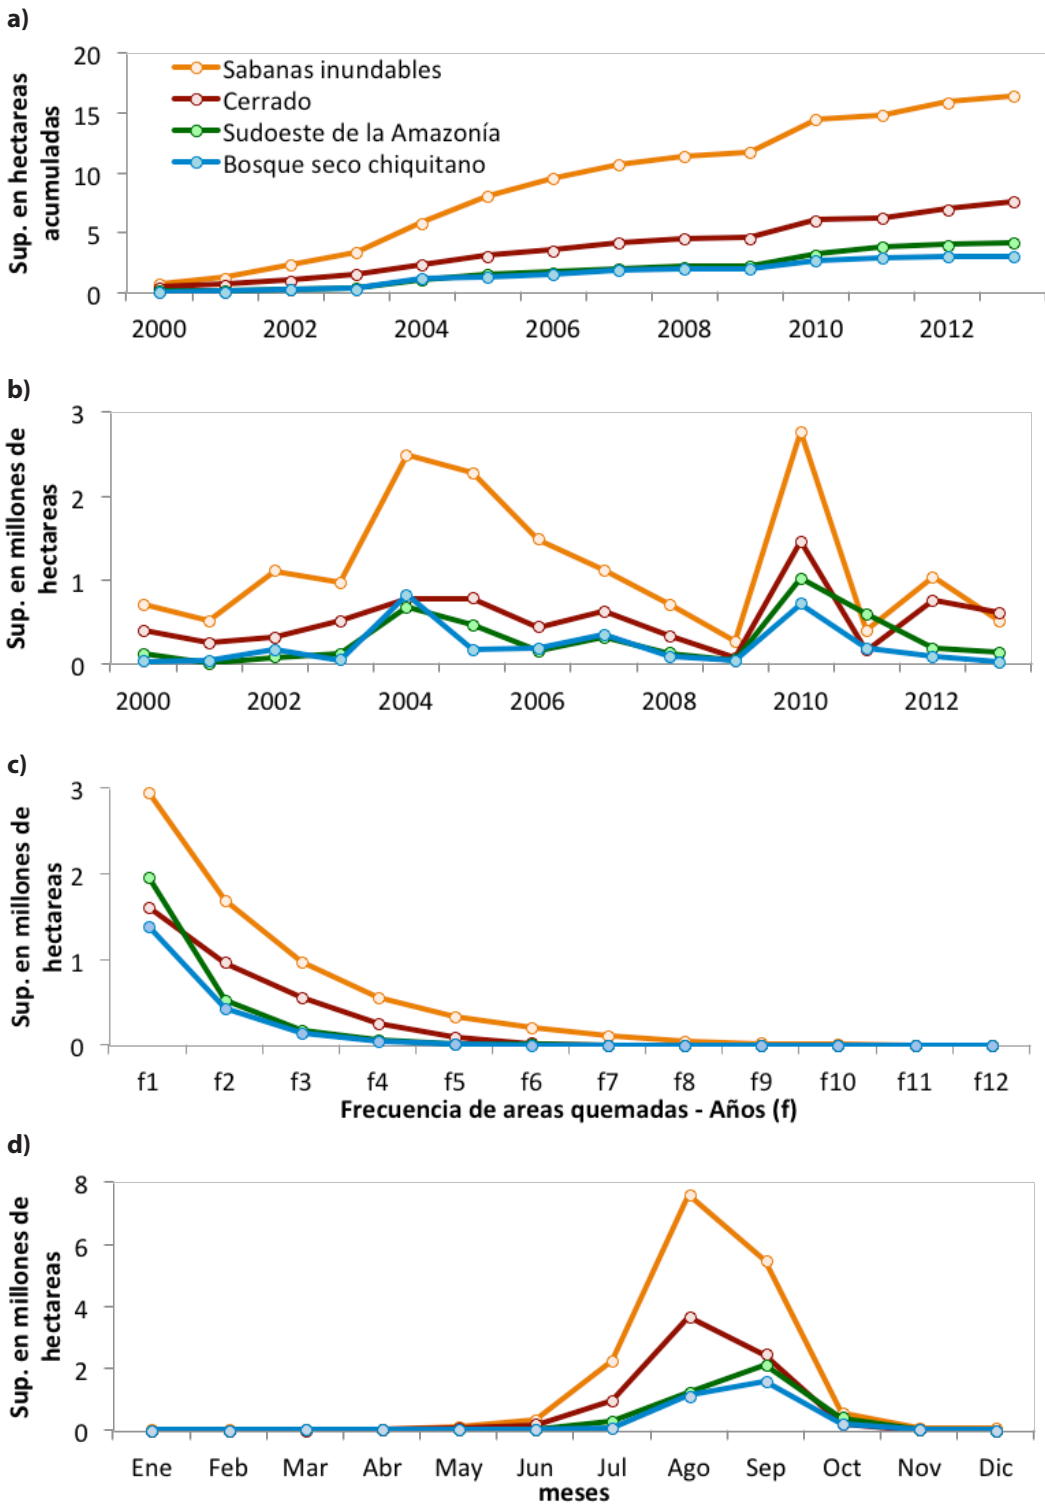 a)
Sup. en hectareas
acumuladas
20
15
10
5
0
Sabanas inundables
Cerrado
Sudoeste de la Amazonía
Bosque seco chiquitano
2000 2002 2004 2006 2008 2010 2012
b)
Sup. en millones de
hectareas
3
2
1
0
2000 2002 2004 2006 2008 2010 2012
c)
Sup. en millones de
hectareas
3
2
1
0
f1 f2 f3 f4 f5 f6 f7 f8 f9 f10 f11 f12
Frecuencia de areas quemadas - Años (f)
d)
Sup. en millones de
hectareas
8
6
4
2
0
Ene Feb Mar Abr May Jun Jul Ago Sep Oct Nov Dic
meses